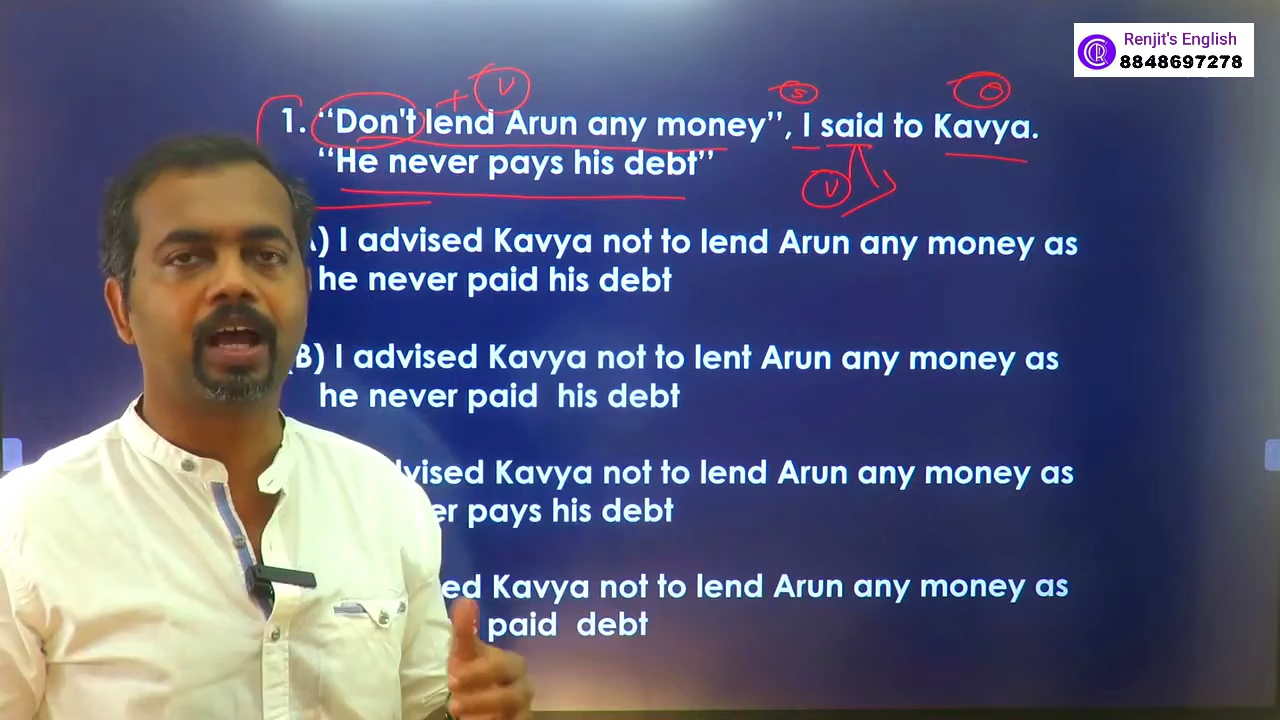 Renjit's English
8848697278
1. “Don't lend Arun any money”, I said to Kavya.
“He never pays his debt”
+ V
S
O
V
) I advised Kavya not to lend Arun any money as
he never paid his debt
B) I advised Kavya not to lent Arun any money as
he never paid his debt
vised Kavya not to lend Arun any money as
er pays his debt
ed Kavya not to lend Arun any money as
paid debt